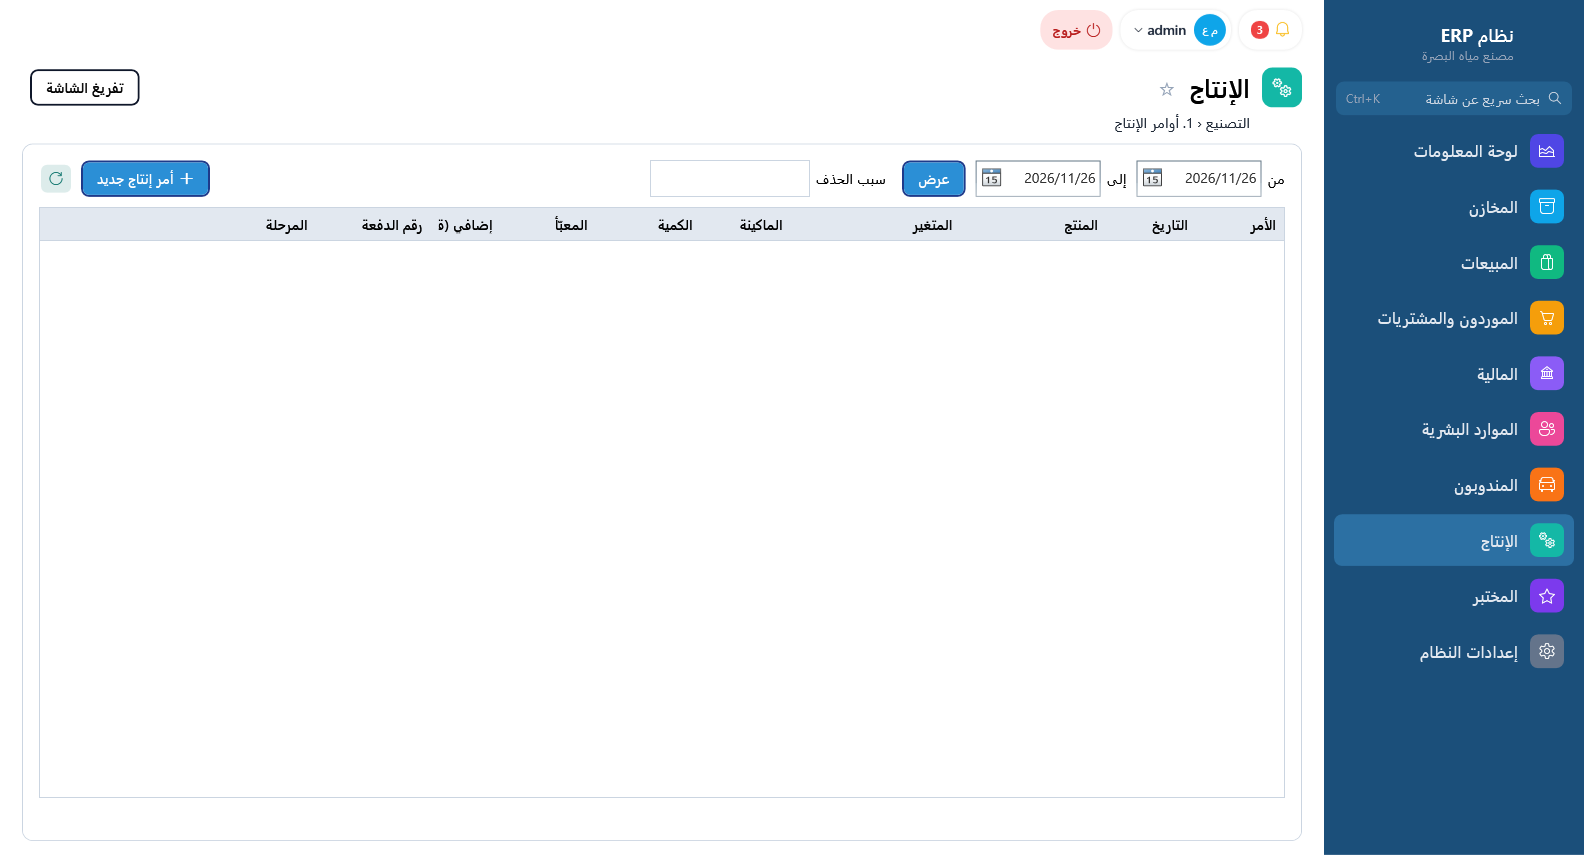 نظام ERP
مصنع مياه البصرة
بحث سريع عن شاشة Ctrl+K
لوحة المعلومات
المخازن
المبيعات
الموردون والمشتريات
المالية
الموارد البشرية
المندوبون
الإنتاج
المختبر
إعدادات النظام
3
م ع admin
خروج
الإنتاج
التصنيع › 1. أوامر الإنتاج
تفريغ الشاشة
من 2026/11/26 15 إلى 2026/11/26 15 عرض سبب الحذف
أمر إنتاج جديد
الأمر التاريخ المنتج المتغير الماكينة الكمية المعبّأ إضافي (ق رقم الدفعة المرحلة